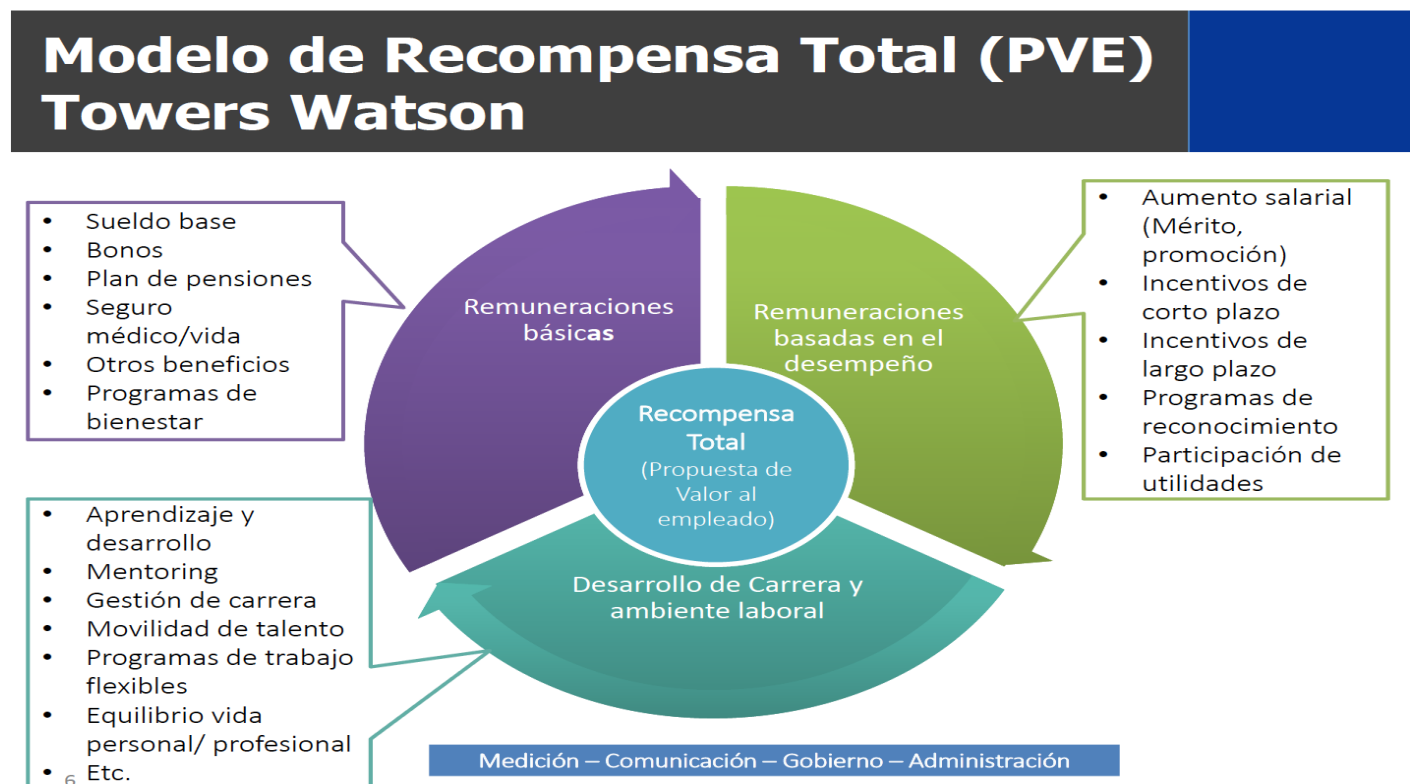 Modelo de Recompensa Total (PVE)
Towers Watson
• Sueldo base
• Bonos
• Plan de pensiones
• Seguro
médico/vida
• Otros beneficios
• Programas de
bienestar
Remuneraciones
básicas
Remuneraciones
basadas en el
desempeño
• Aumento salarial
(Mérito,
promoción)
• Incentivos de
corto plazo
• Incentivos de
largo plazo
• Programas de
reconocimiento
• Participación de
utilidades
Recompensa
Total
(Propuesta de
Valor al
empleado)
• Aprendizaje y
desarrollo
• Mentoring
• Gestión de carrera
• Movilidad de talento
• Programas de trabajo
flexibles
• Equilibrio vida
personal/ profesional
• Etc.
Desarrollo de Carrera y
ambiente laboral
Medición – Comunicación – Gobierno – Administración
6